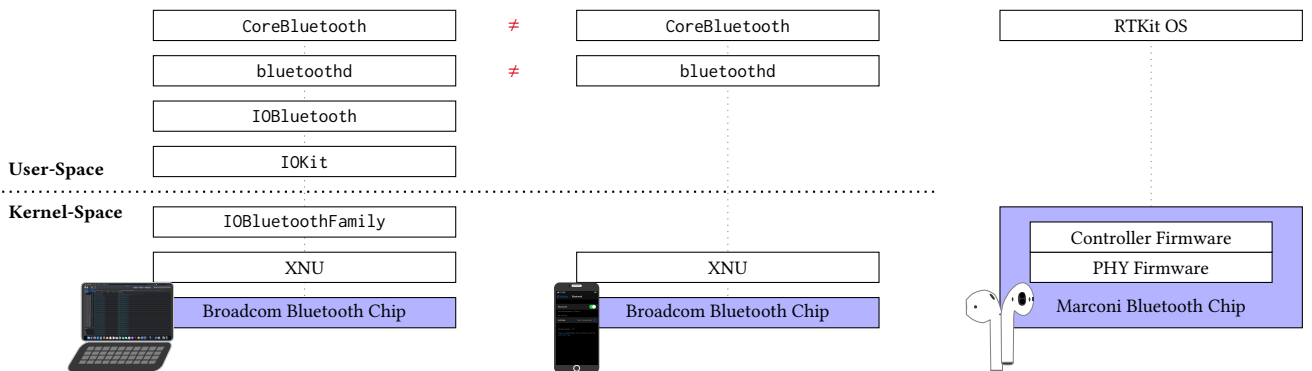 CoreBluetooth ≠ CoreBluetooth RTKit OS
bluetoothd ≠ bluetoothd
IOBluetooth
User-Space IOKit
Kernel-Space IOBluetoothFamily
Controller Firmware
XNU XNU PHY Firmware
Broadcom Bluetooth Chip Broadcom Bluetooth Chip Marconi Bluetooth Chip